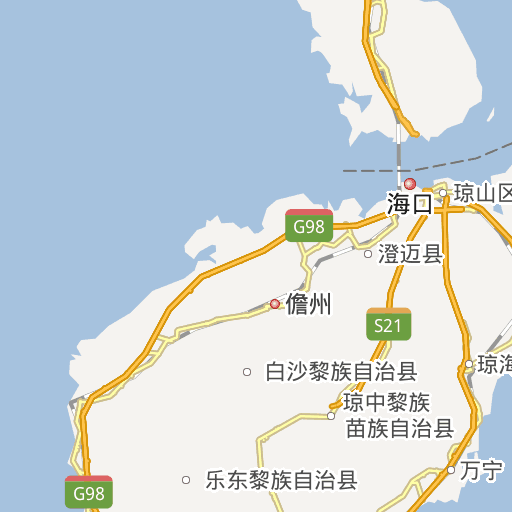 琼山区
海口
G98
澄迈县
儋州
S21
琼海
白沙黎族自治县
琼中黎族
苗族自治县
万宁
乐东黎族自治县
G98